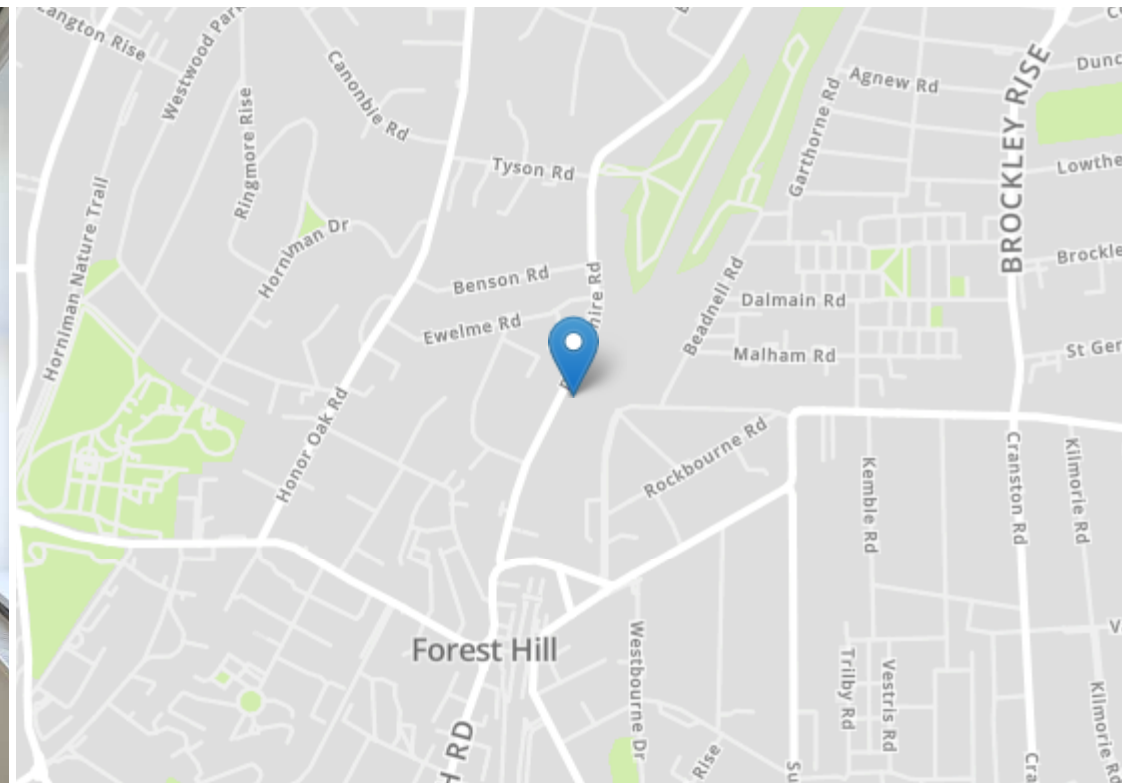 Langton Rise
Westwood Park
Canonbie Rd
Agnew Rd
Ringmore Rise
Garthorne Rd
BROCKLEY RISE
Tyson Rd
Horniman Nature Trail
Horniman Dr
Benson Rd
Dalmain Rd
Ewelme Rd
Beadnell Rd
Malham Rd
Honor Oak Rd
Rockbourne Rd
Kemble Rd
Cranston Rd
Kilmorie Rd
Forest Hill
Westbourne Dr
Trilby Rd
Vestris Rd
Kilmorie Rd
Rise
RD